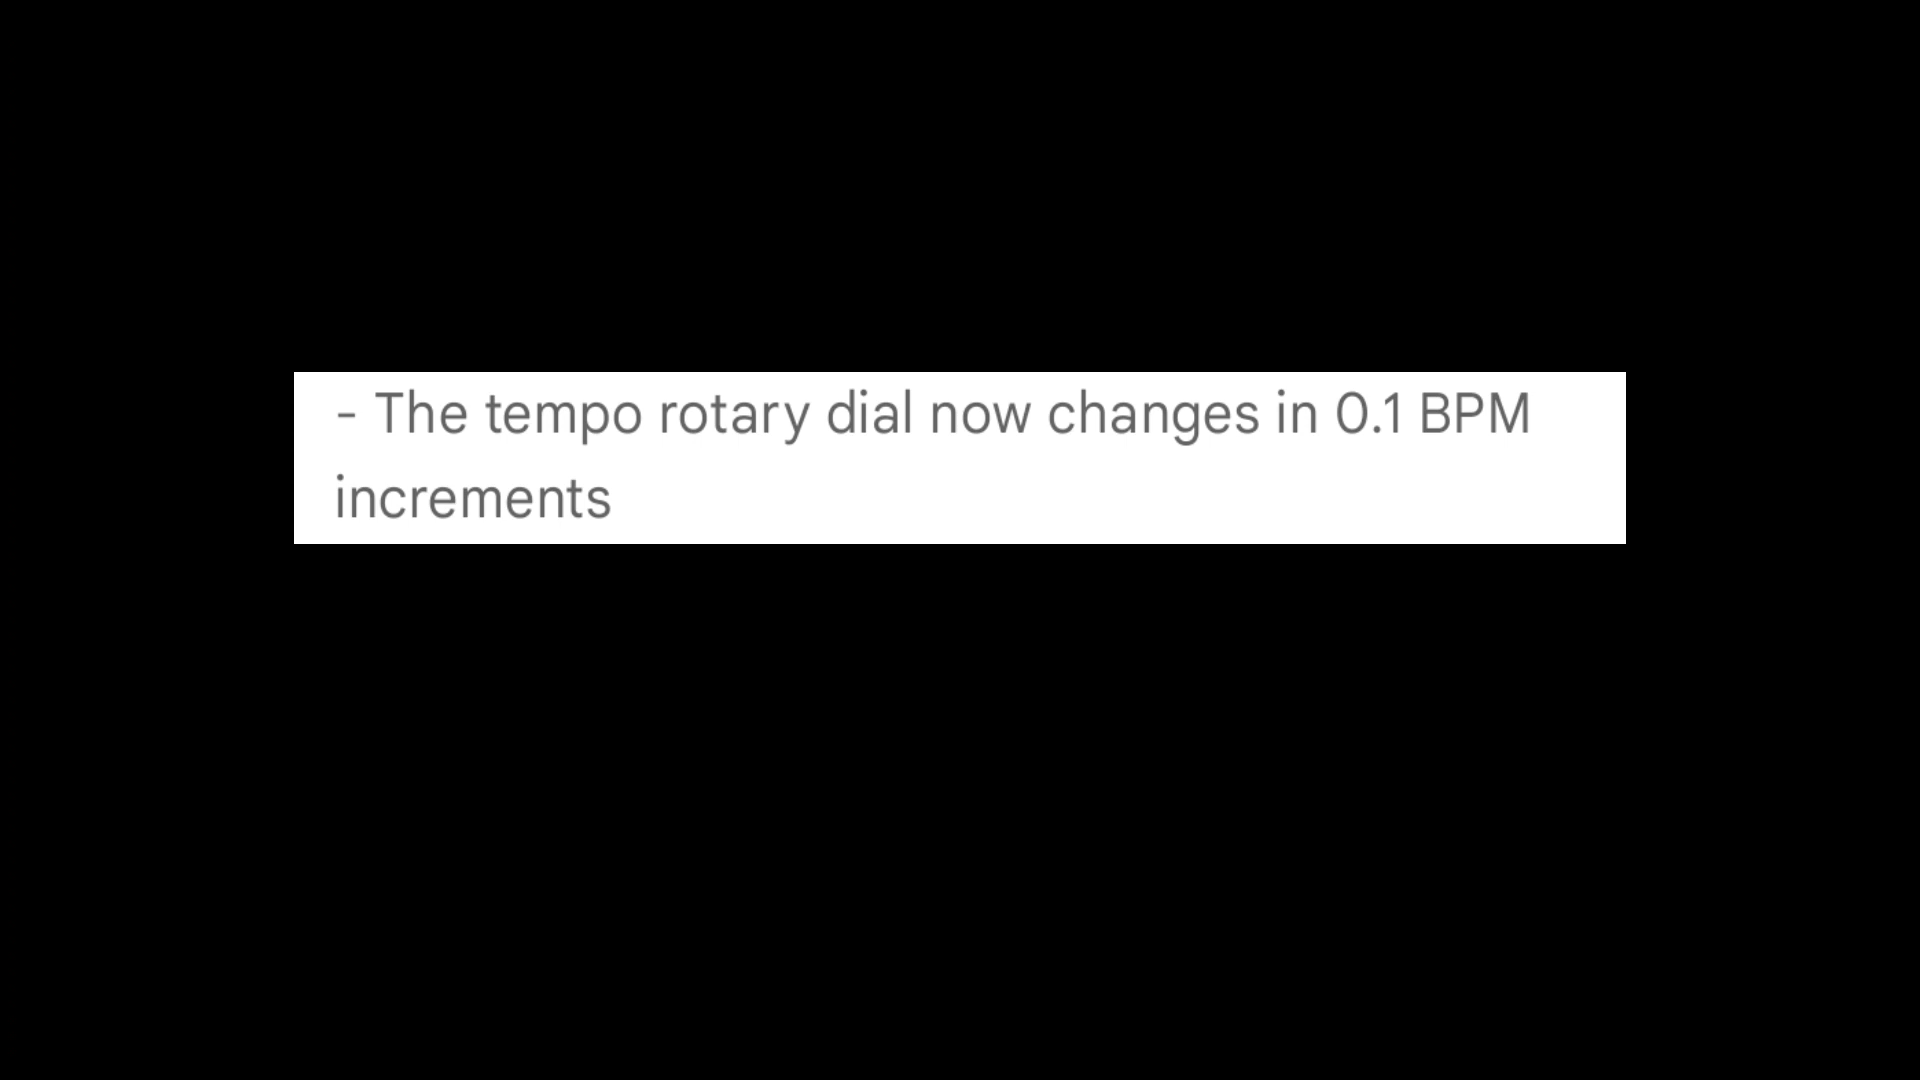 - The tempo rotary dial now changes in 0.1 BPM
increments